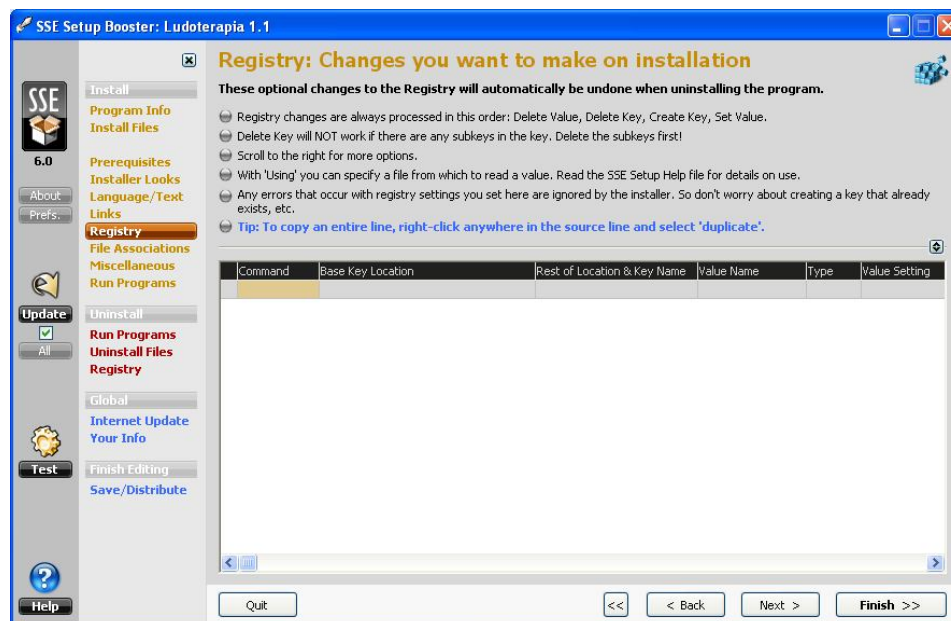 SSE Setup Booster: Ludoterapia 1.1
SSE
6.0
About
Prefs.
Update
All
Test
Help
Install
Program Info
Install Files
Prerequisites
Installer Looks
Language/Text
Links
Registry
File Associations
Miscellaneous
Run Programs
Uninstall
Run Programs
Uninstall Files
Registry
Global
Internet Update
Your Info
Finish Editing
Save/Distribute
Registry: Changes you want to make on installation
These optional changes to the Registry will automatically be undone when uninstalling the program.
Registry changes are always processed in this order: Delete Value, Delete Key, Create Key, Set Value.
Delete Key will NOT work if there are any subkeys in the key. Delete the subkeys first!
Scroll to the right for more options.
With 'Using' you can specify a file from which to read a value. Read the SSE Setup Help file for details on use.
Any errors that occur with registry settings you set here are ignored by the installer. So don't worry about creating a key that already
exists, etc.
Tip: To copy an entire line, right-click anywhere in the source line and select 'duplicate'.
Command Base Key Location Rest of Location & Key Name Value Name Type Value Setting
Quit << < Back Next > Finish >>